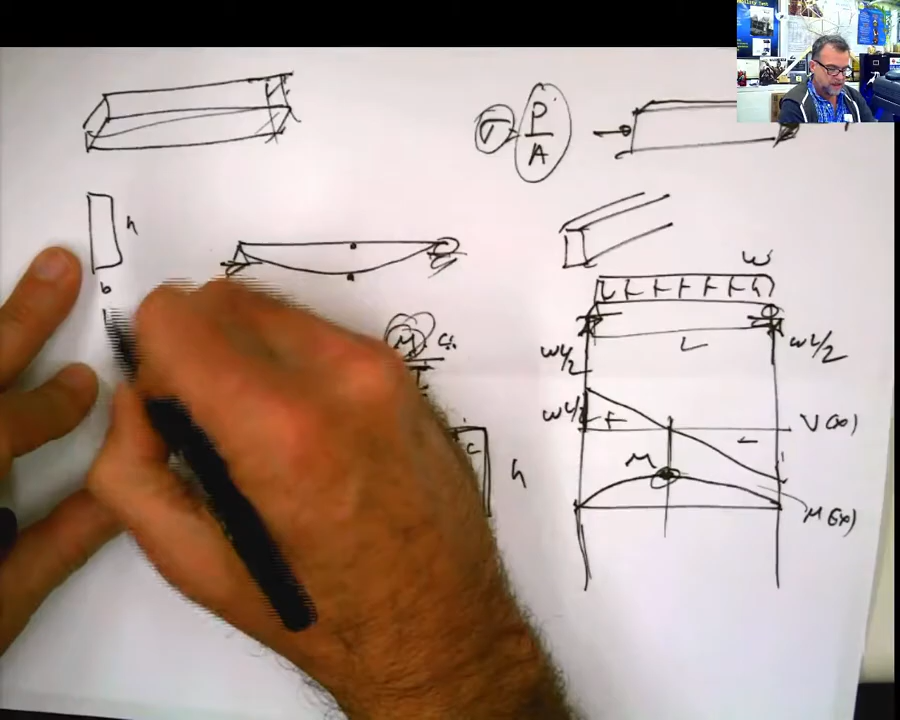 σ = P/A
h
b
w
M C
I
L
wL/2
wL/2
wL/2
+
V(x)
-
c
h
M
M(x)